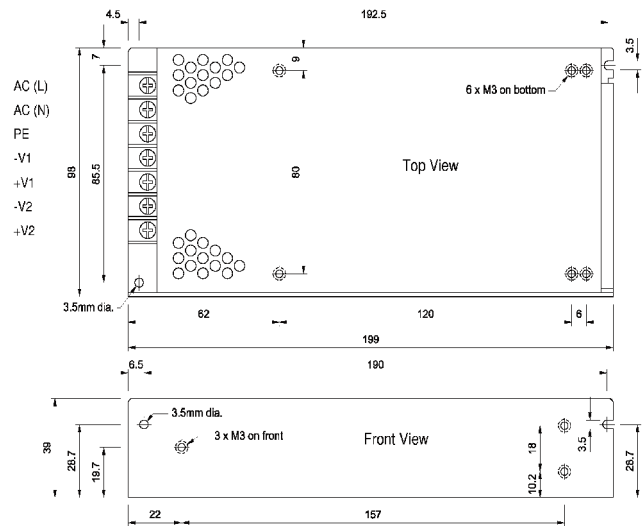 4.5
192.5
7
9
3.5
AC (L)
AC (N)
PE
-V1
+V1
-V2
+V2
98
85.5
80
6 x M3 on bottom
Top View
3.5mm dia.
62
120
6
199
6.5
190
3.5mm dia.
3 x M3 on front
Front View
39
28.7
19.7
18
10.2
3.5
28.7
22
157